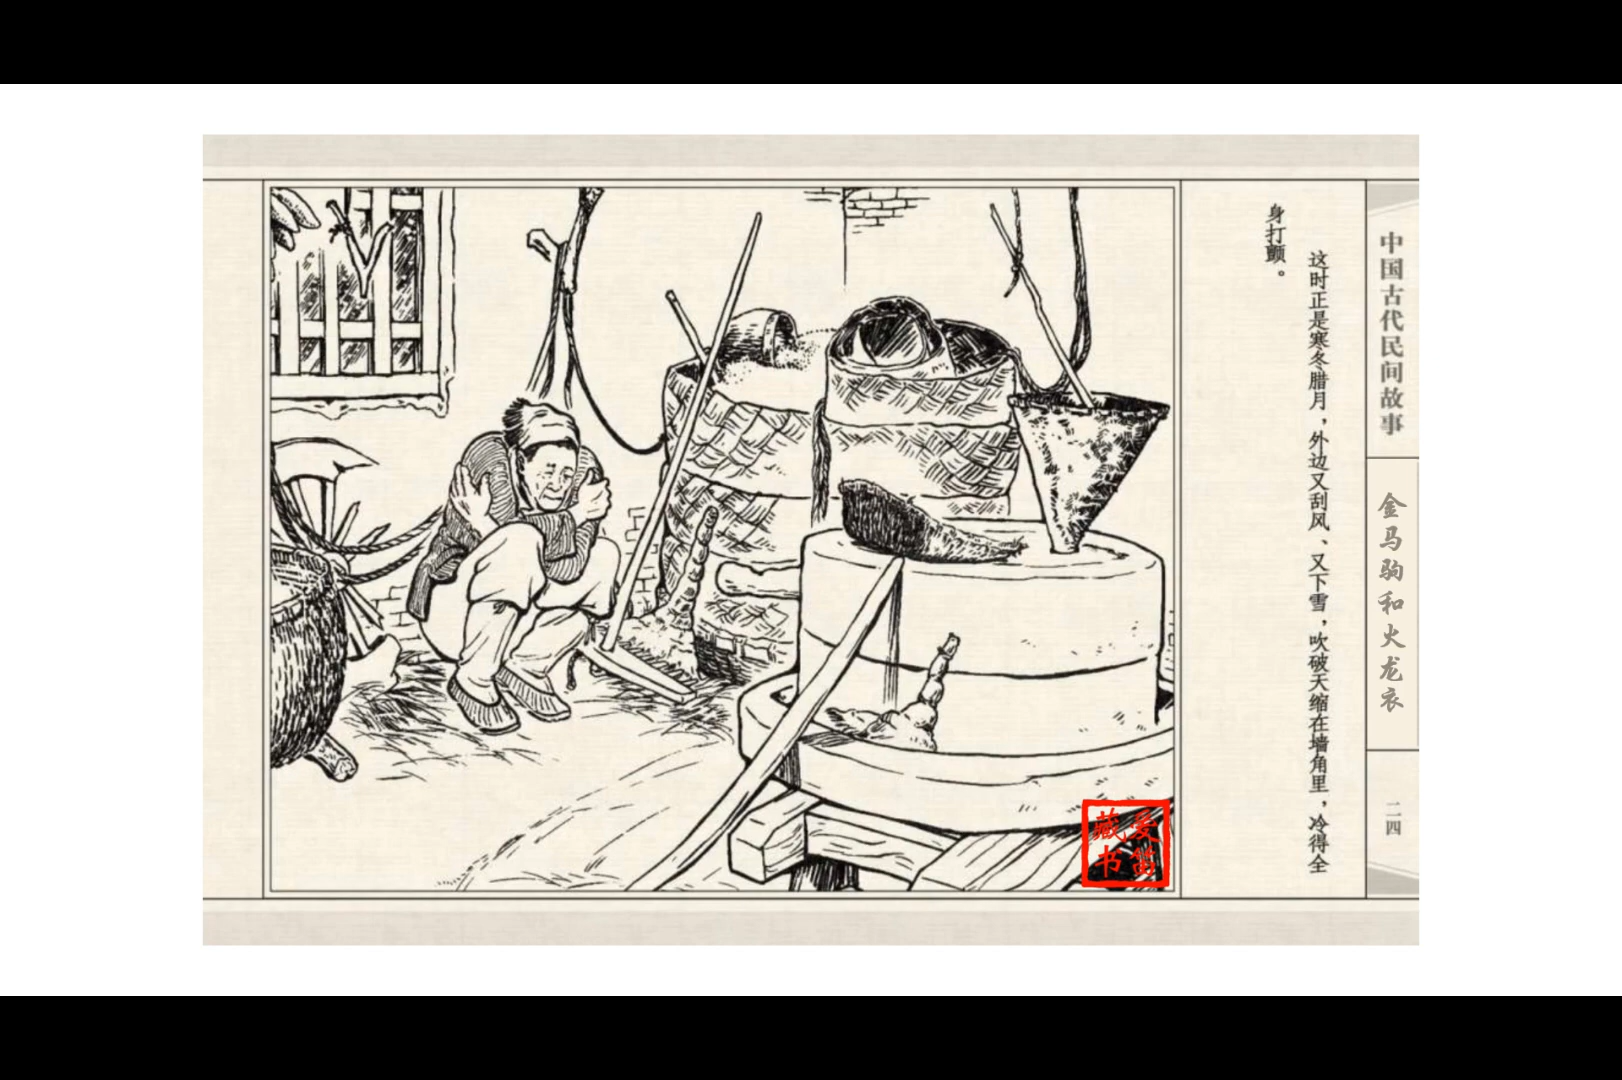 中国古代民间故事
金马驹和火龙衣
二四
这时正是寒冬腊月，外边又刮风、又下雪，吹破天缩在墙角里，冷得全
身打颤。
爱笛
藏书